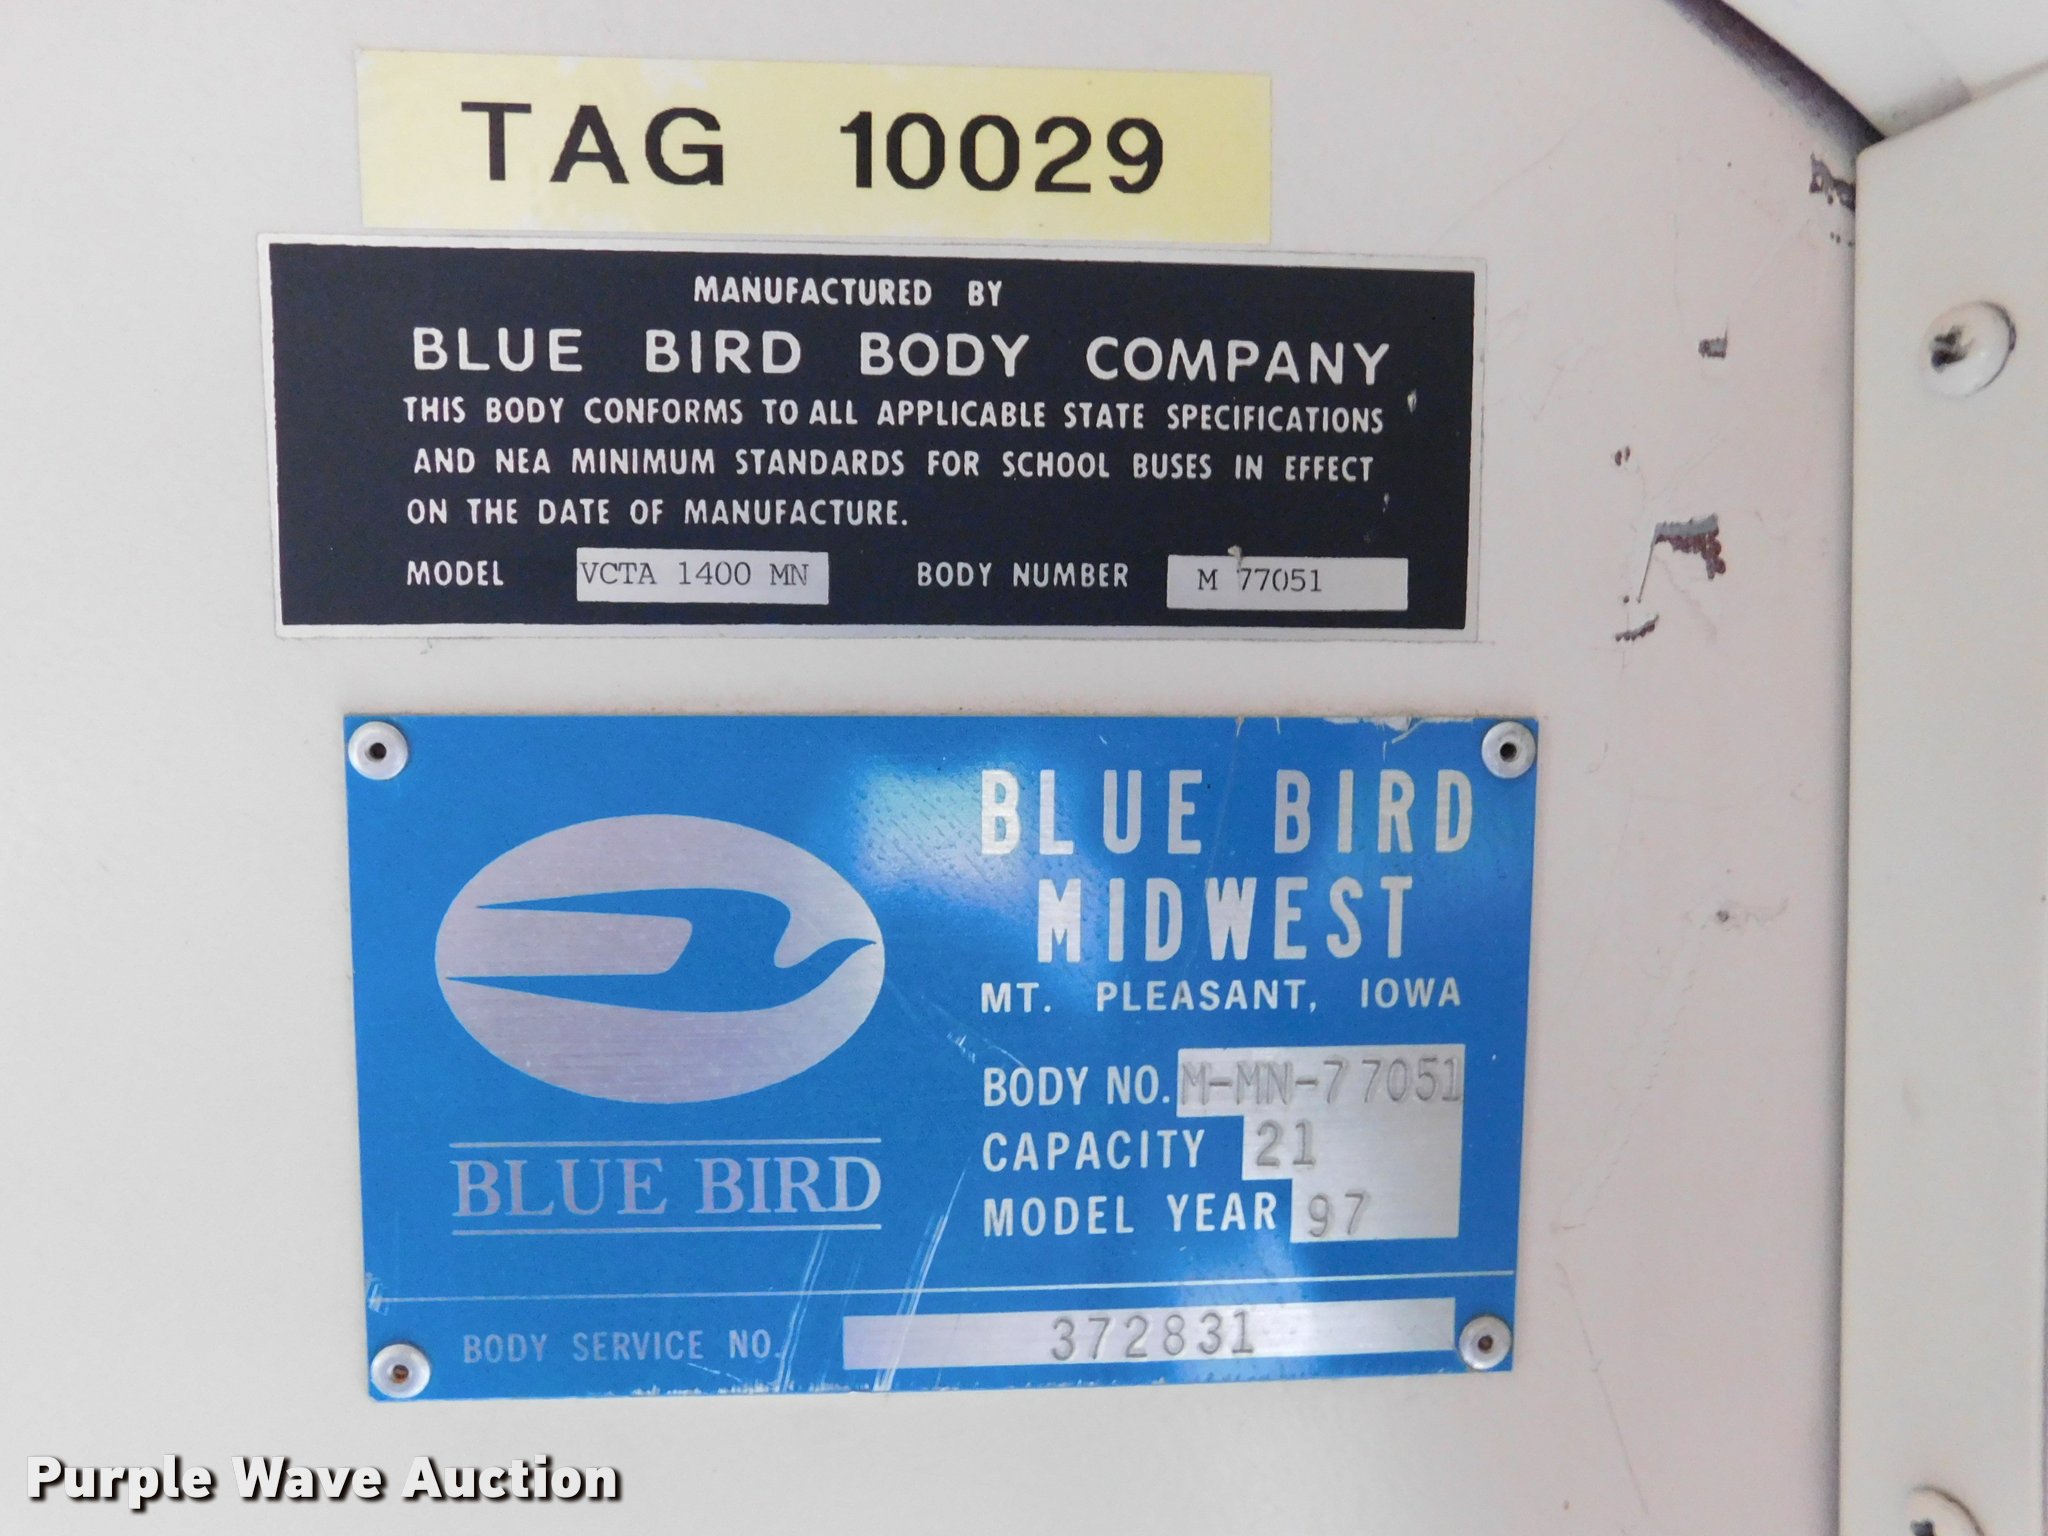 TAG 10029
MANUFACTURED BY
BLUE BIRD BODY COMPANY
THIS BODY CONFORMS TO ALL APPLICABLE STATE SPECIFICATIONS
AND NEA MINIMUM STANDARDS FOR SCHOOL BUSES IN EFFECT
ON THE DATE OF MANUFACTURE.
MODEL VCTA 1400 MN BODY NUMBER M 77051
BLUE BIRD
MIDWEST
MT. PLEASANT, IOWA
BODY NO. M-MN-77051
CAPACITY 21
MODEL YEAR 97
BLUE BIRD
BODY SERVICE NO. 372831
Purple Wave Auction